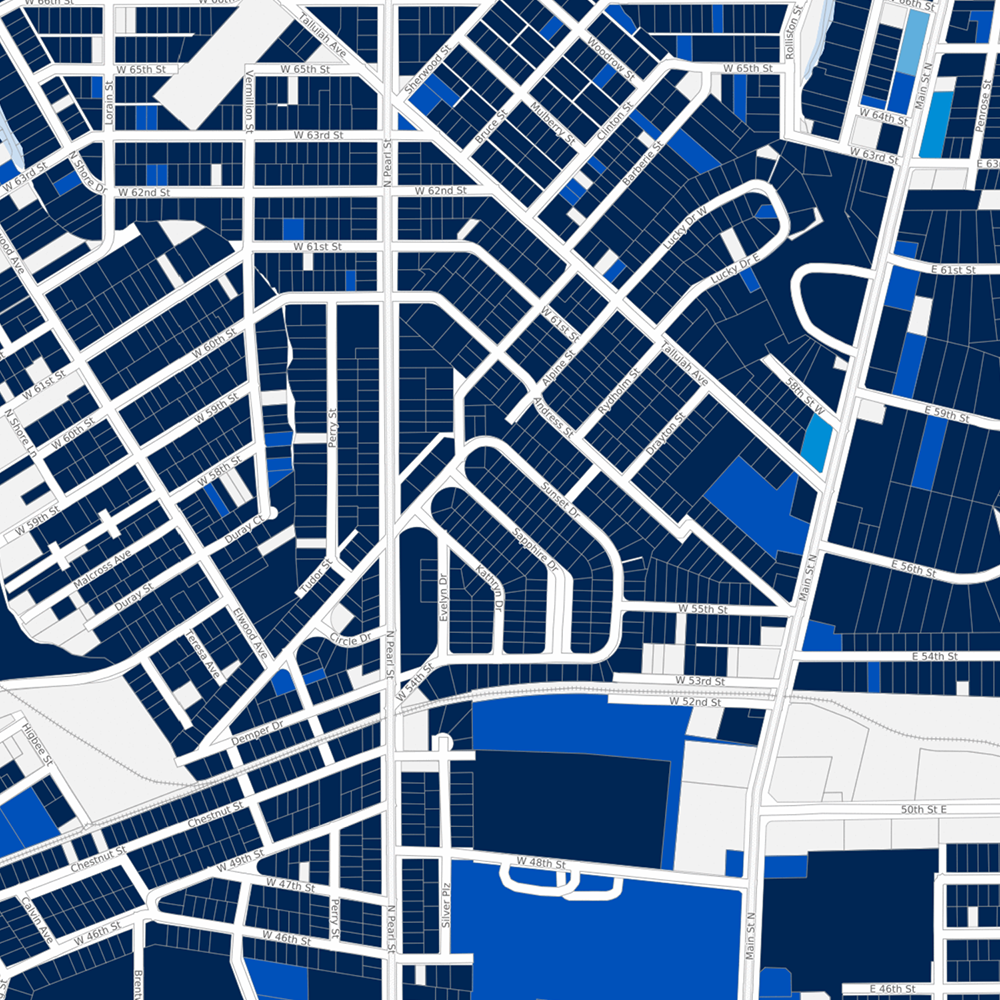 W 66th St
W 66th St
Tallulah Ave
Sherwood St
Woodrow St
Rolliston St
Main St N
W 65th St
W 65th St
W 65th St
Lorain St
Vermillion St
Bruce St
Mulberry St
Clinton St
W 64th St
Penrose St
W 63rd St
N Pearl St
W 63rd St
Barberie St
W 63rd St
N Shore Dr
W 62nd St
W 62nd St
Lucky Dr W
W 61st St
Lucky Dr E
E 61st St
W 60th St
W 61st St
Tallulah Ave
Alpine St
Rydholm St
58th St W
W 61st St
W 59th St
Andress St
Perry St
Drayton St
E 59th St
N Shore Ln
W 60th St
W 58th St
Sunset Dr
W 59th St
Duray Ct
Sapphire Dr
Malcross Ave
Tudor St
Kathryn Dr
Evelyn Dr
Main St N
E 56th St
Duray St
Elwood Ave
W 55th St
Teresa Ave
Circle Dr
N Pearl St
E 54th St
W 54th St
W 53rd St
W 52nd St
Higbee St
Demper Dr
Chestnut St
50th St E
Chestnut St
W 49th St
W 48th St
W 47th St
Calvin Ave
Perry St
N Pearl St
Silver Plz
Main St N
W 46th St
W 46th St
E 46th St